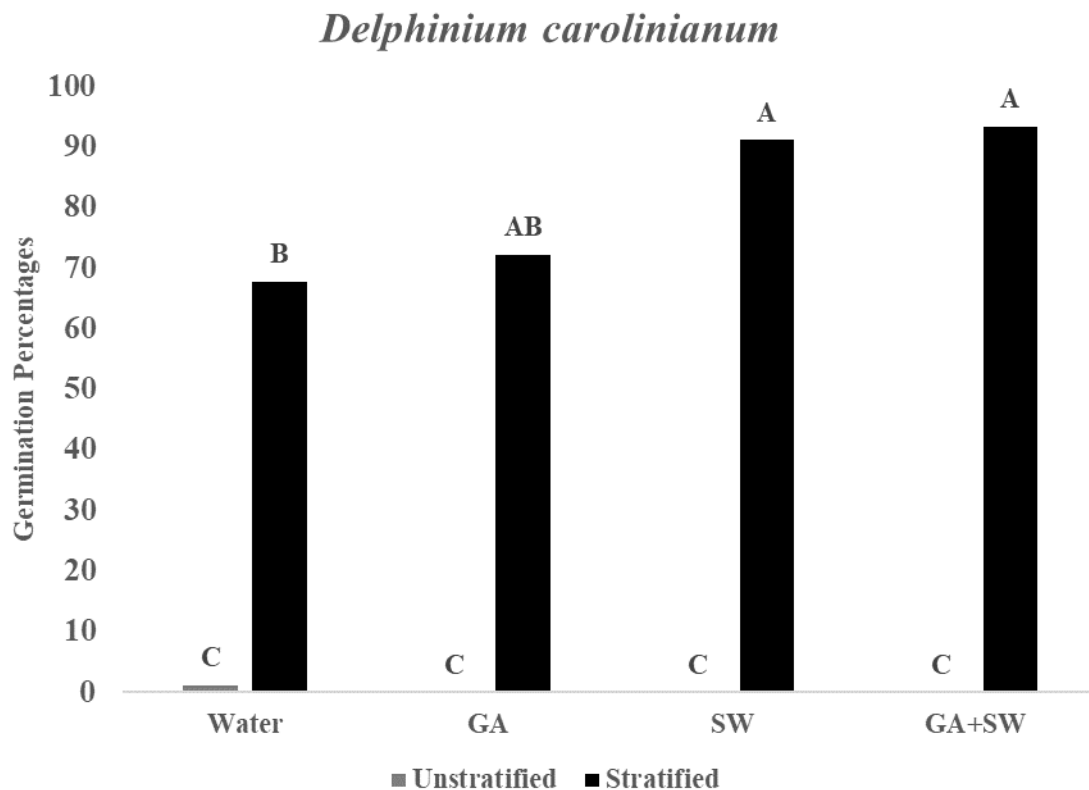 Delphinium carolinianum
Germination Percentages
100
90
80
70
60
50
40
30
20
10
0
C
B
C
AB
C
A
C
A
Water
GA
SW
GA+SW
Unstratified
Stratified